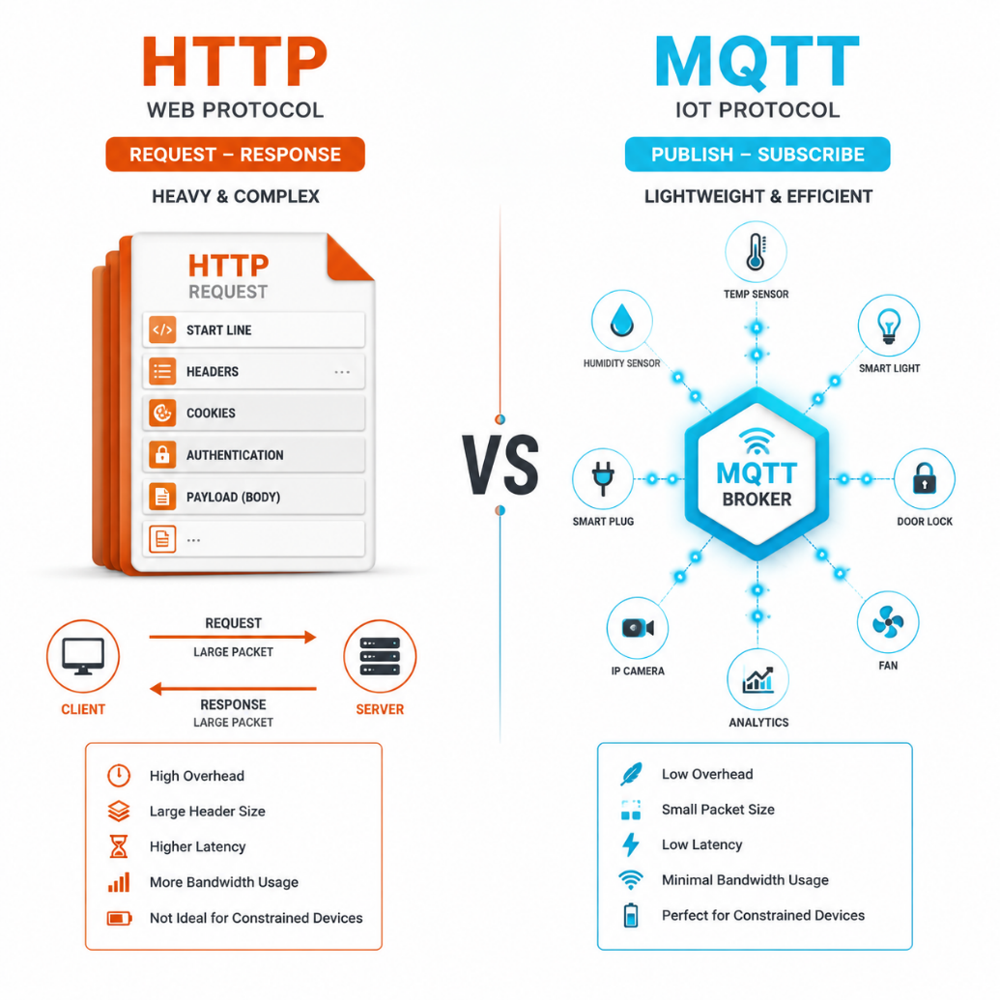 HTTP
WEB PROTOCOL
REQUEST – RESPONSE
HEAVY & COMPLEX
HTTP
REQUEST
START LINE
HEADERS ...
COOKIES
AUTHENTICATION
PAYLOAD (BODY)
...
REQUEST
LARGE PACKET
RESPONSE
LARGE PACKET
CLIENT
SERVER
High Overhead
Large Header Size
Higher Latency
More Bandwidth Usage
Not Ideal for Constrained Devices
VS
MQTT
IOT PROTOCOL
PUBLISH – SUBSCRIBE
LIGHTWEIGHT & EFFICIENT
TEMP SENSOR
HUMIDITY SENSOR
SMART LIGHT
MQTT
BROKER
SMART PLUG
DOOR LOCK
IP CAMERA
FAN
ANALYTICS
Low Overhead
Small Packet Size
Low Latency
Minimal Bandwidth Usage
Perfect for Constrained Devices